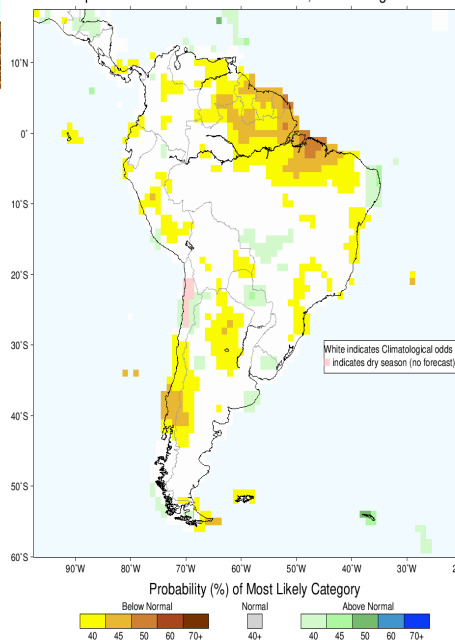 10°N
0°
10°S
20°S
30°S
40°S
50°S
60°S
White indicates Climatological odds
indicates dry season (no forecast)
90°W 80°W 70°W 60°W 50°W 40°W 30°W
Probability (%) of Most Likely Category
Below Normal Normal Above Normal
40 45 50 60 70+ 40+ 40 45 50 60 70+